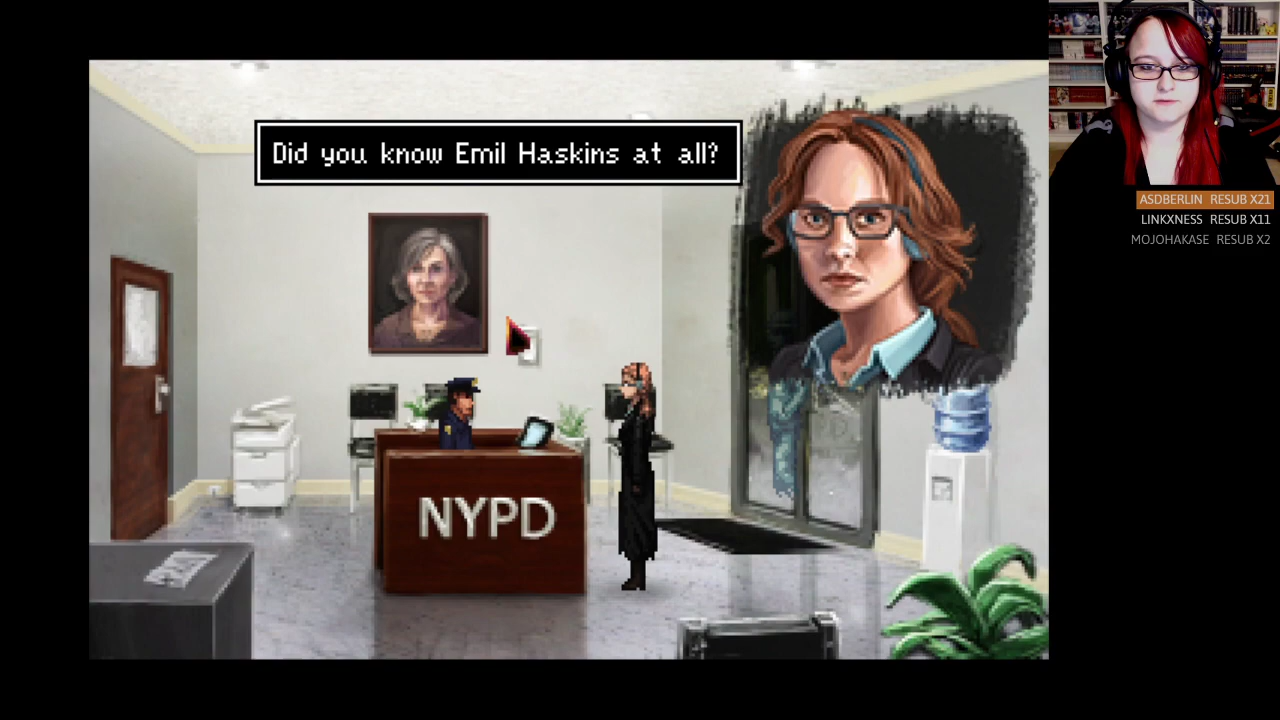 Did you know Emil Haskins at all?
NYPD
ASDBERLIN RESUB X21
LINKXNESS RESUB X11
MOJOHAKASE RESUB X2